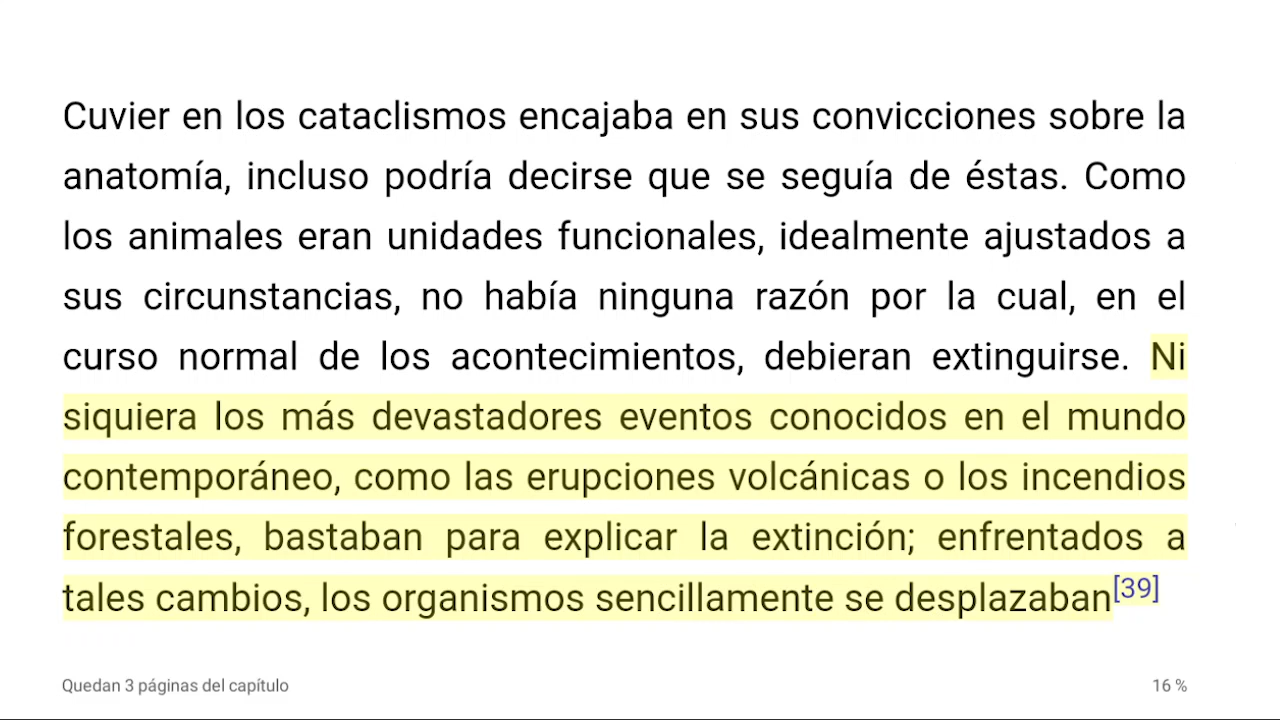 Cuvier en los cataclismos encajaba en sus convicciones sobre la
anatomía, incluso podría decirse que se seguía de éstas. Como
los animales eran unidades funcionales, idealmente ajustados a
sus circunstancias, no había ninguna razón por la cual, en el
curso normal de los acontecimientos, debieran extinguirse. Ni
siquiera los más devastadores eventos conocidos en el mundo
contemporáneo, como las erupciones volcánicas o los incendios
forestales, bastaban para explicar la extinción; enfrentados a
tales cambios, los organismos sencillamente se desplazaban[39]
Quedan 3 páginas del capítulo
16 %